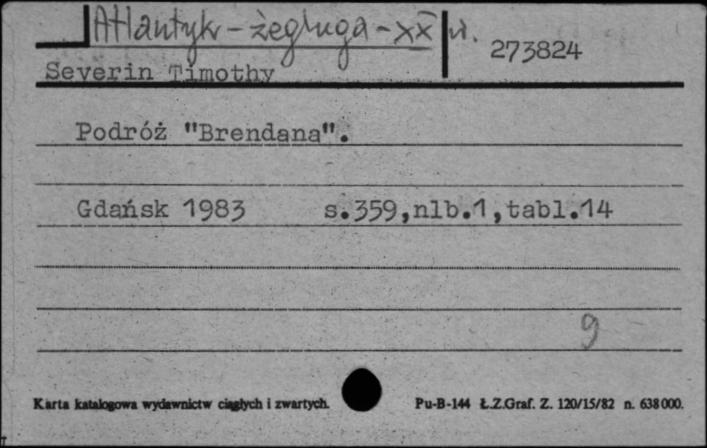 Atlantyk - żegluga - XX w.
273824
Severin Timothy
Podróż "Brendana".
Gdańsk 1983 s.359,nlb.1,tabl.14
9
Karta katalogowa wydawnictw ciągłych i zwartych. Pu-B-144 Ł.Z.Graf. Z. 120/15/82 n. 638000.